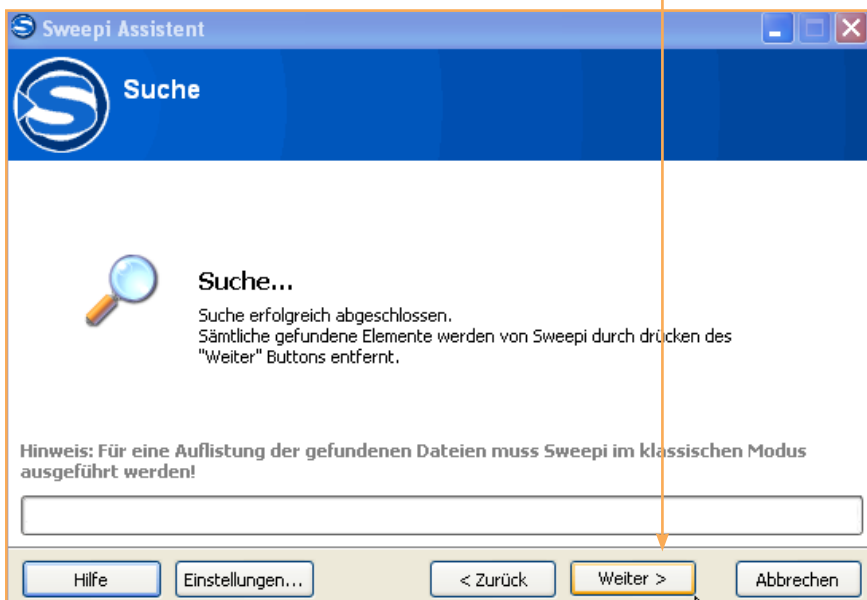 Sweepi Assistent
Suche
Suche...
Suche erfolgreich abgeschlossen.
Sämtliche gefundene Elemente werden von Sweepi durch drücken des
"Weiter" Buttons entfernt.
Hinweis: Für eine Auflistung der gefundenen Dateien muss Sweepi im klassischen Modus
ausgeführt werden!
Hilfe
Einstellungen...
< Zurück
Weiter >
Abbrechen